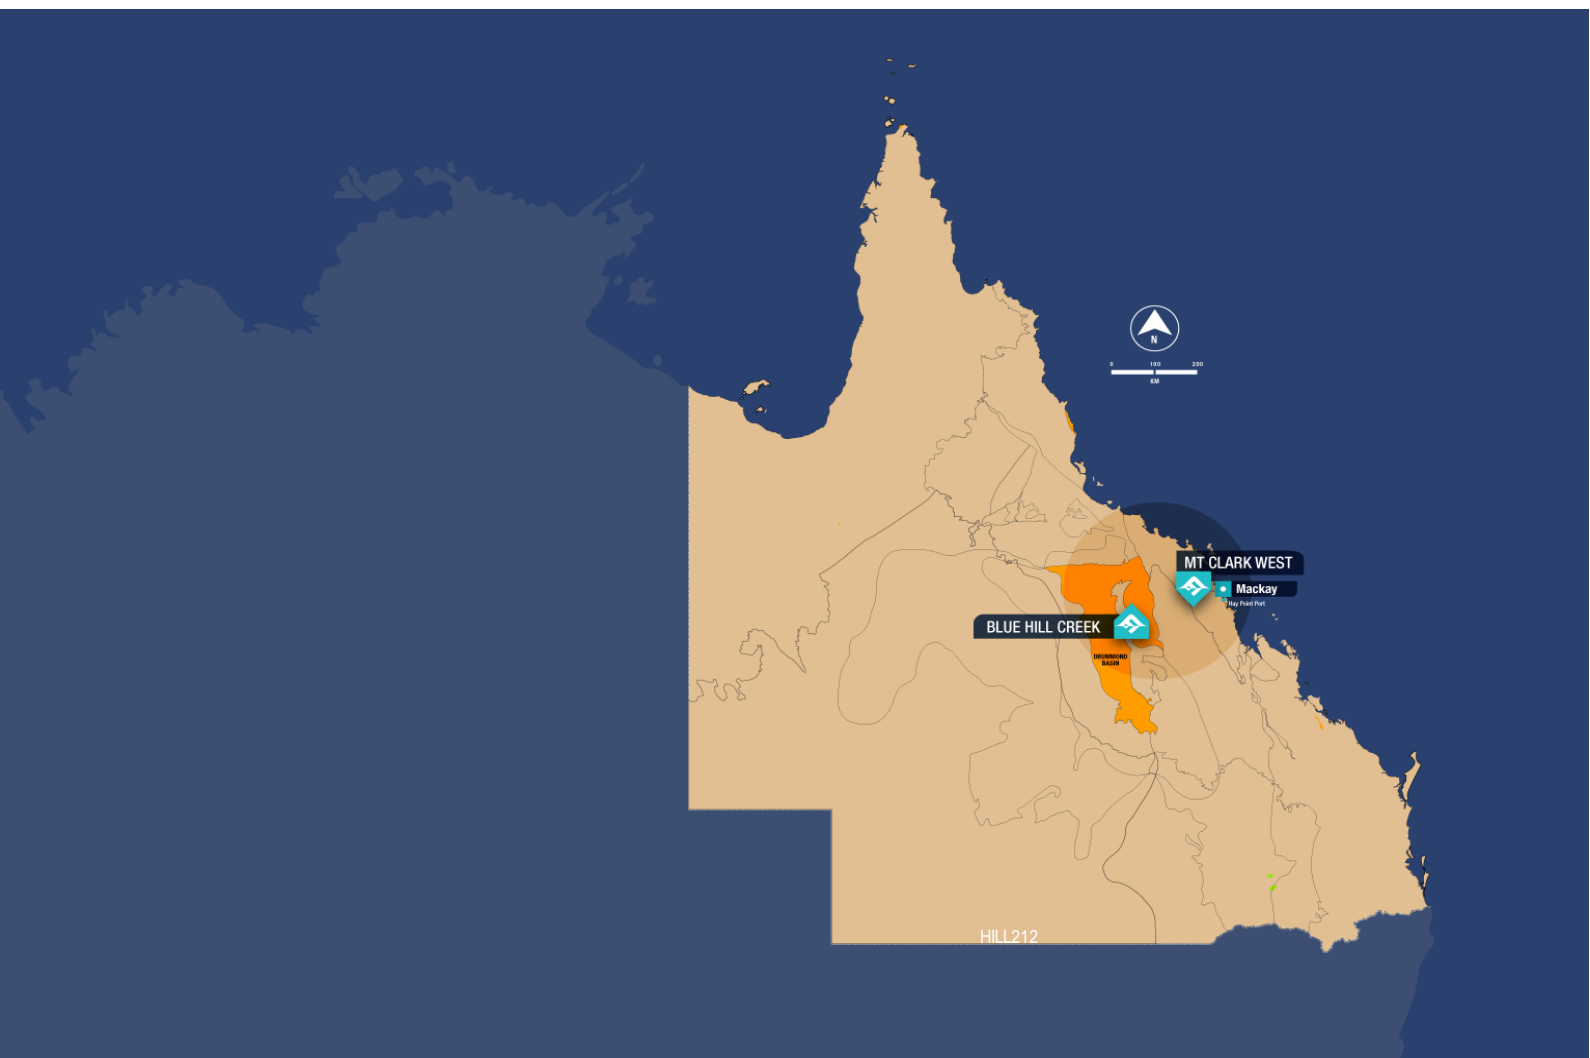 N
0 100 200
KM
MT CLARK WEST
Mackay
Hay Point Port
BLUE HILL CREEK
DRUMMOND
BASIN
HILL212